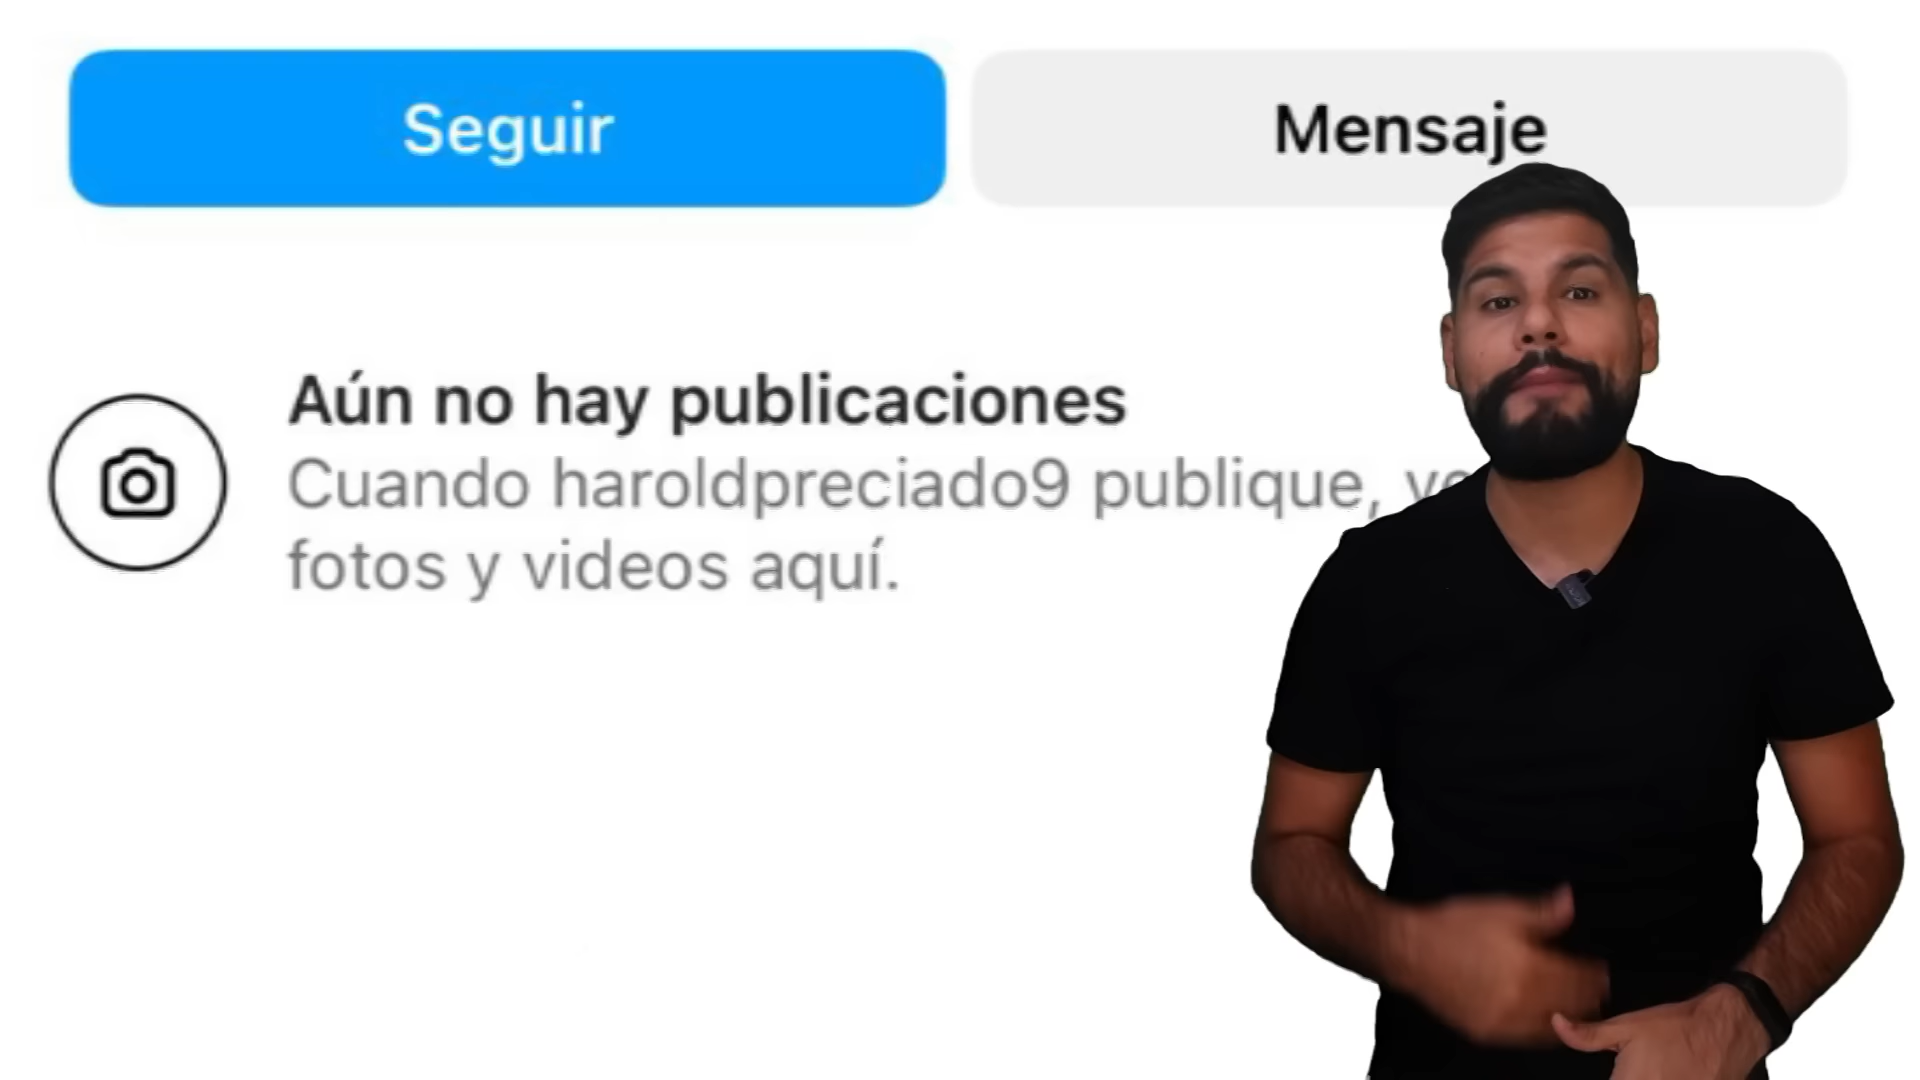 Seguir
Mensaje
Aún no hay publicaciones
Cuando haroldpreciado9 publique,
fotos y videos aquí.